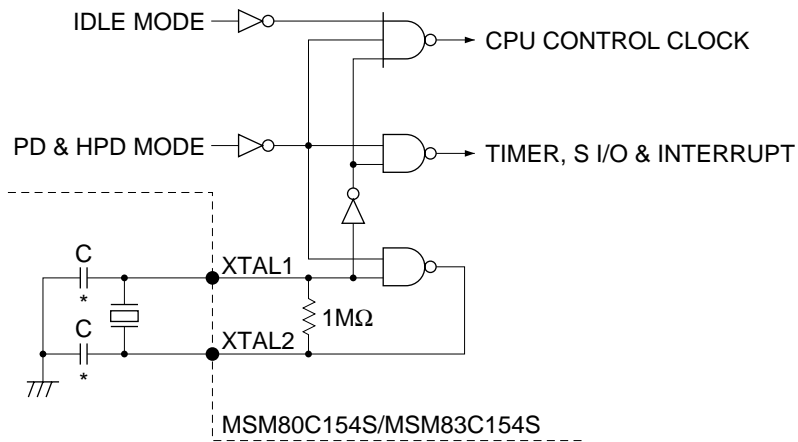 IDLE MODE
CPU CONTROL CLOCK
PD & HPD MODE
TIMER, S I/O & INTERRUPT
C
*
XTAL1
1MΩ
C
*
XTAL2
MSM80C154S/MSM83C154S